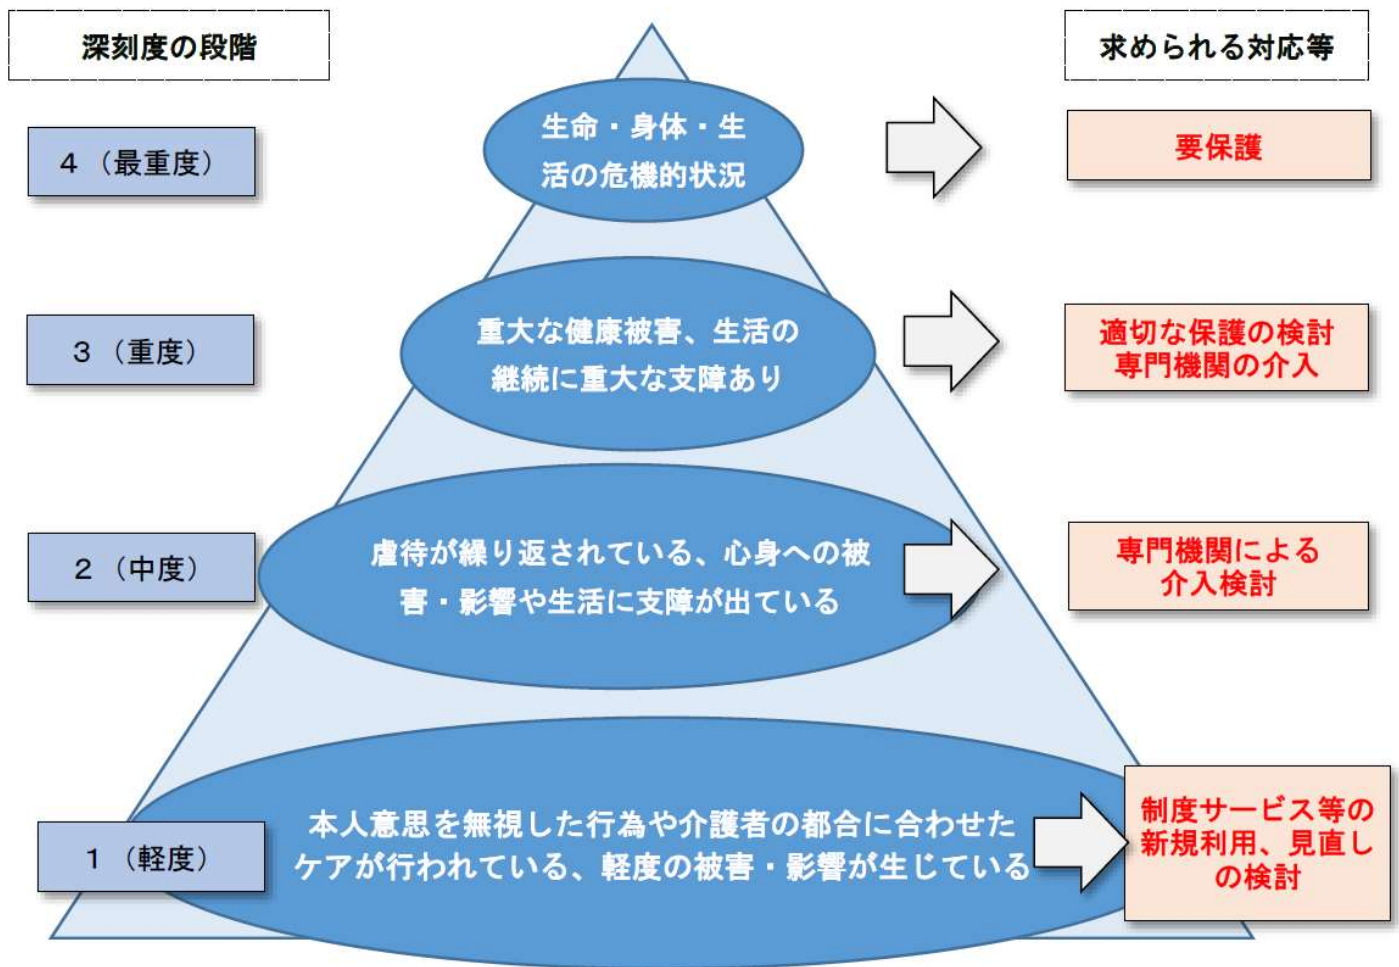 深刻度の段階
求められる対応等
4（最重度）
生命・身体・生
活の危機的状況
要保護
3（重度）
重大な健康被害、生活の
継続に重大な支障あり
適切な保護の検討
専門機関の介入
2（中度）
虐待が繰り返されている、心身への被
害・影響や生活に支障が出ている
専門機関による
介入検討
1（軽度）
本人意思を無視した行為や介護者の都合に合わせた
ケアが行われている、軽度の被害・影響が生じている
制度サービス等の
新規利用、見直し
の検討